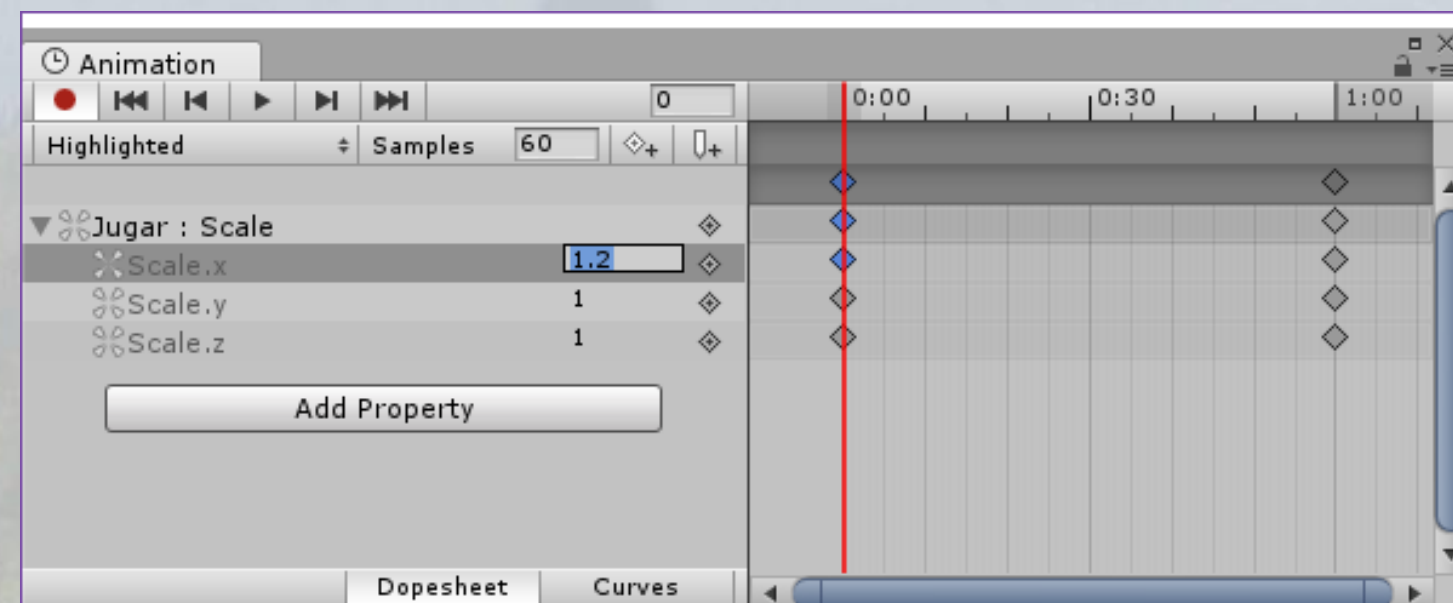 Animation
0 0:00 0:30 1:00
Highlighted Samples 60
Jugar : Scale
Scale.x 1.2
Scale.y 1
Scale.z 1
Add Property
Dopesheet Curves